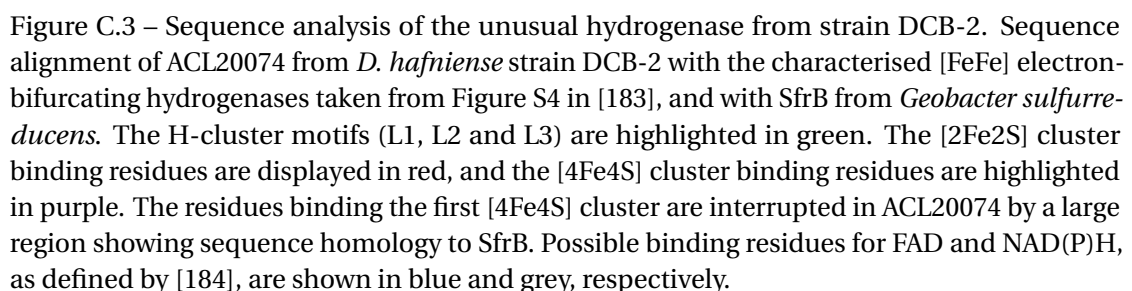 Figure C.3 – Sequence analysis of the unusual hydrogenase from strain DCB-2. Sequence
alignment of ACL20074 from D. hafniense strain DCB-2 with the characterised [FeFe] electron-
bifurcating hydrogenases taken from Figure S4 in [183], and with SfrB from Geobacter sulfurre-
ducens. The H-cluster motifs (L1, L2 and L3) are highlighted in green. The [2Fe2S] cluster
binding residues are displayed in red, and the [4Fe4S] cluster binding residues are highlighted
in purple. The residues binding the first [4Fe4S] cluster are interrupted in ACL20074 by a large
region showing sequence homology to SfrB. Possible binding residues for FAD and NAD(P)H,
as defined by [184], are shown in blue and grey, respectively.